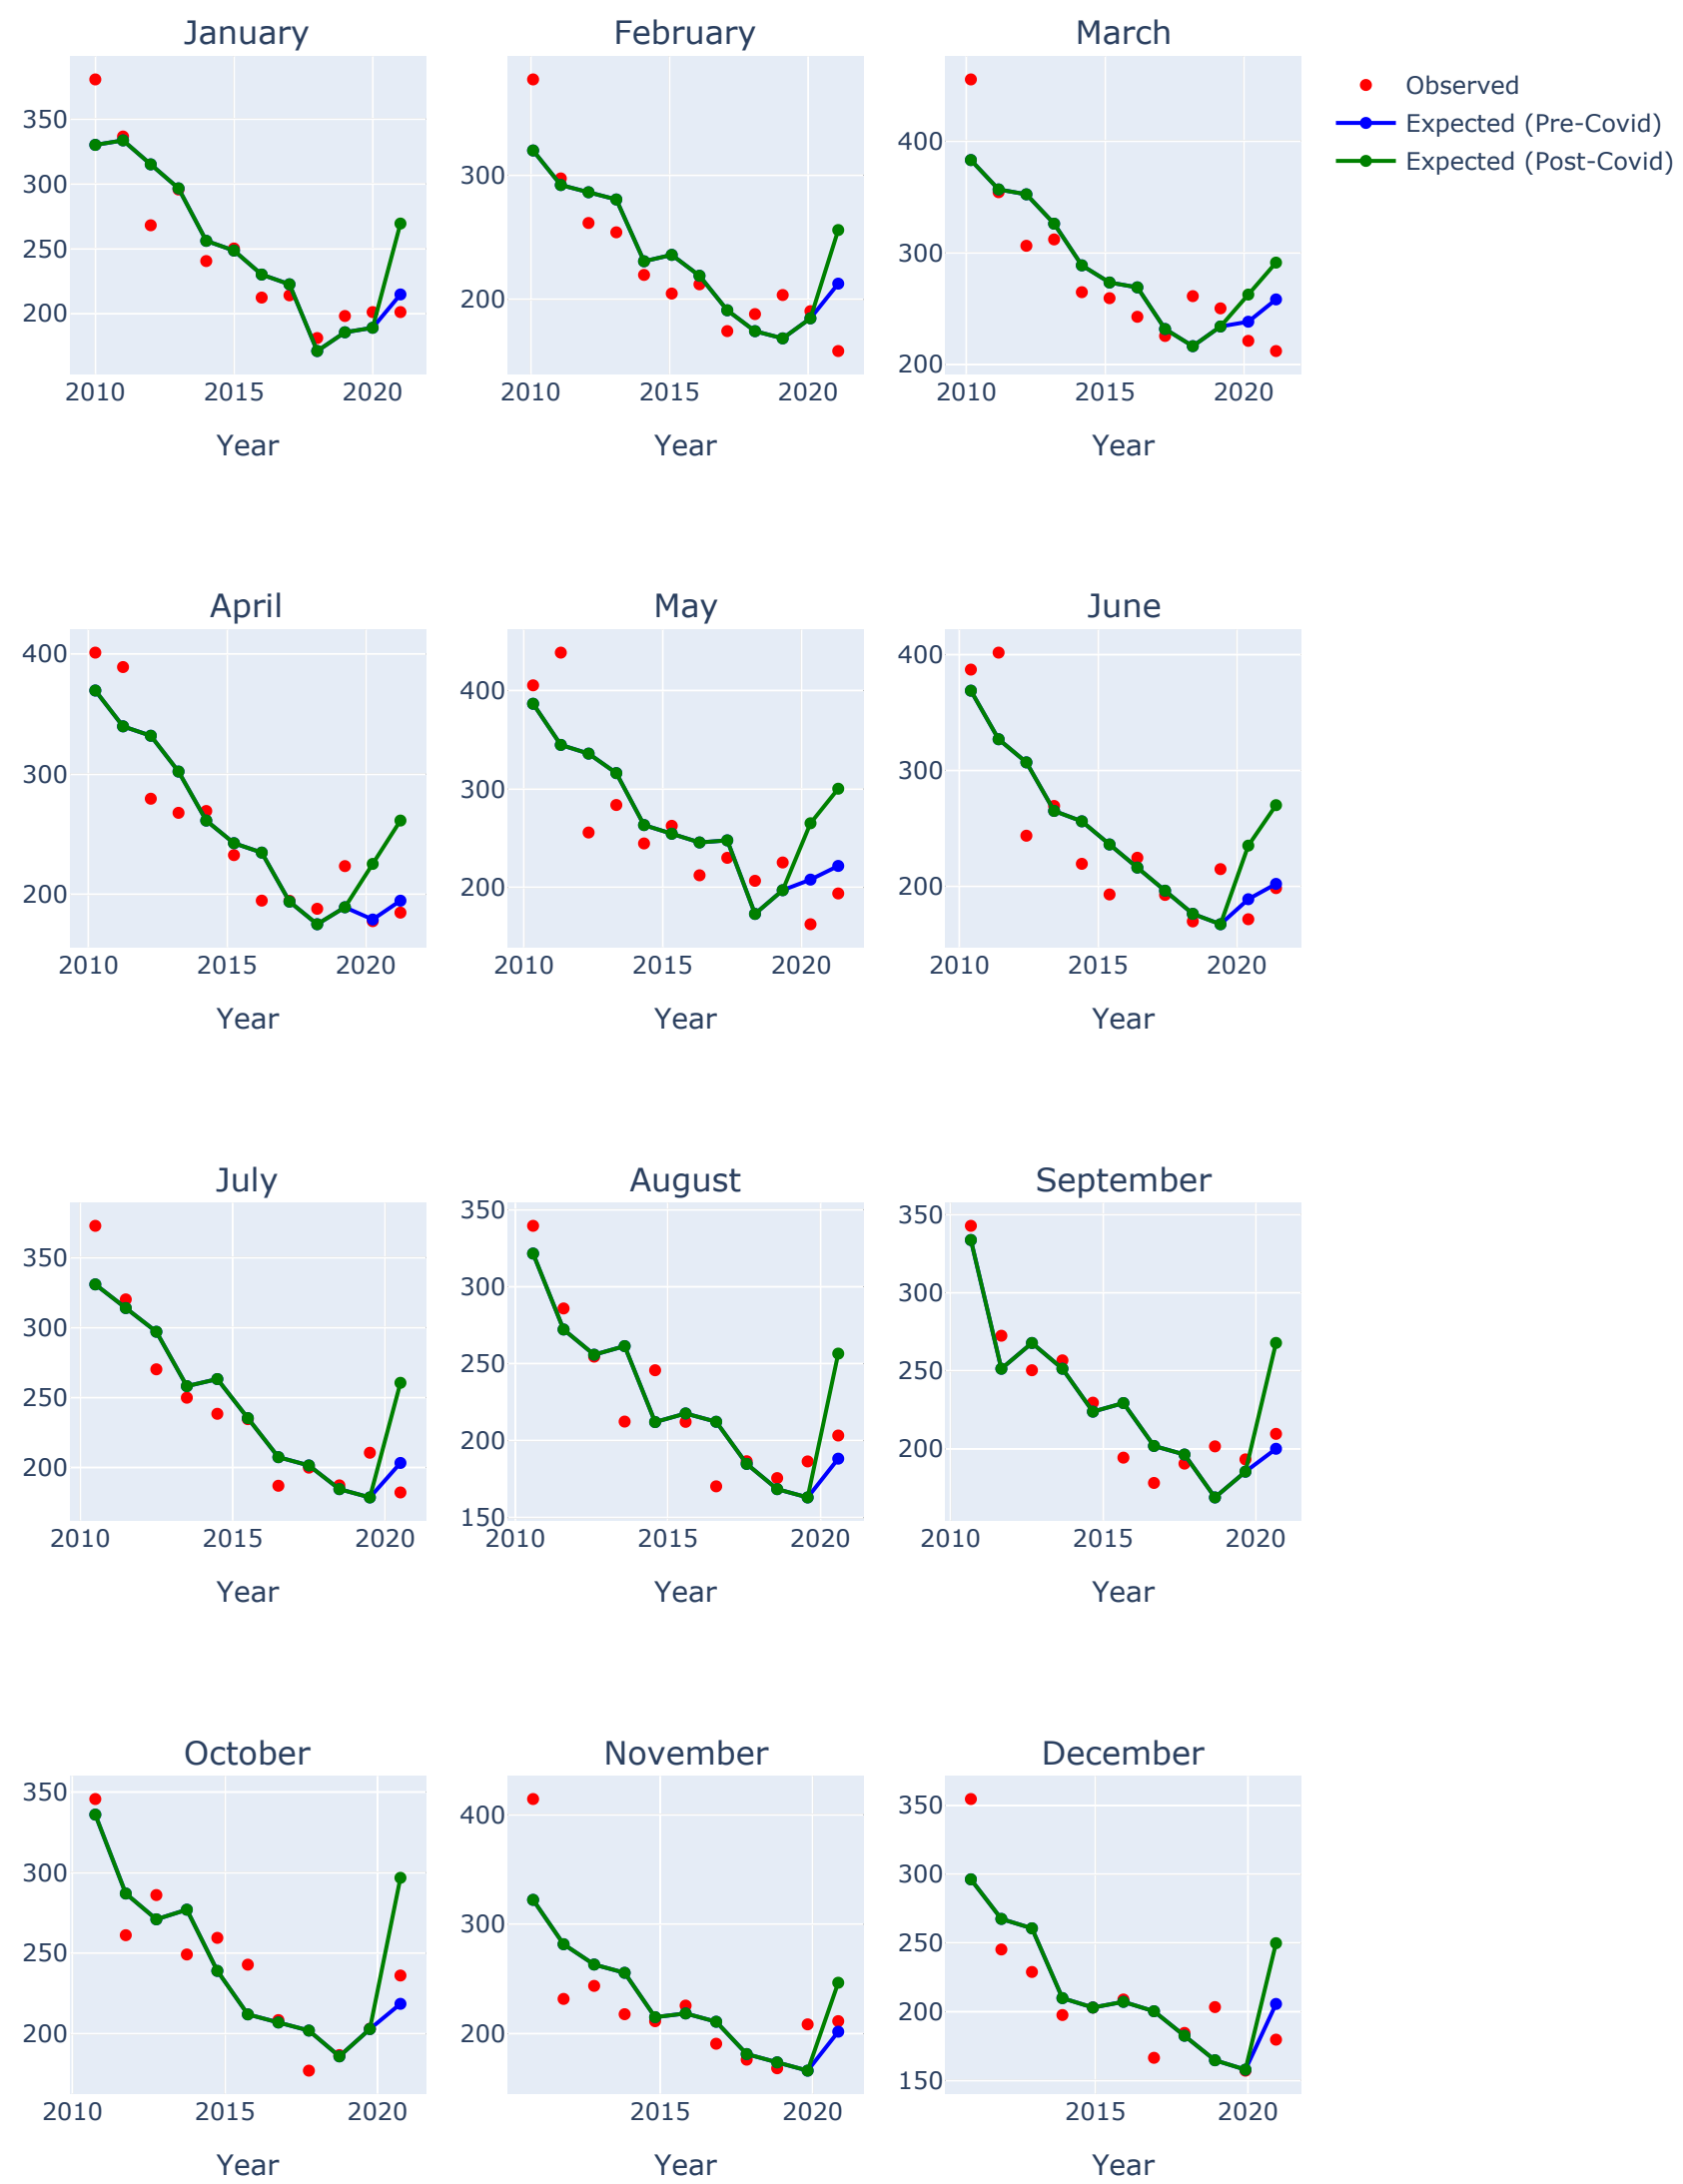 January
February
March
350
300
250
200
2010
2015
2020
Year
300
200
2010
2015
2020
Year
400
300
200
2010
2015
2020
Year
Observed
Expected (Pre-Covid)
Expected (Post-Covid)
April
May
June
400
300
200
2010
2015
2020
Year
400
300
200
2010
2015
2020
Year
400
300
200
2010
2015
2020
Year
July
August
September
350
300
250
200
2010
2015
2020
Year
350
300
250
200
150
2010
2015
2020
Year
350
300
250
200
2010
2015
2020
Year
October
November
December
350
300
250
200
2010
2015
2020
Year
400
300
200
2015
2020
Year
350
300
250
200
150
2015
2020
Year